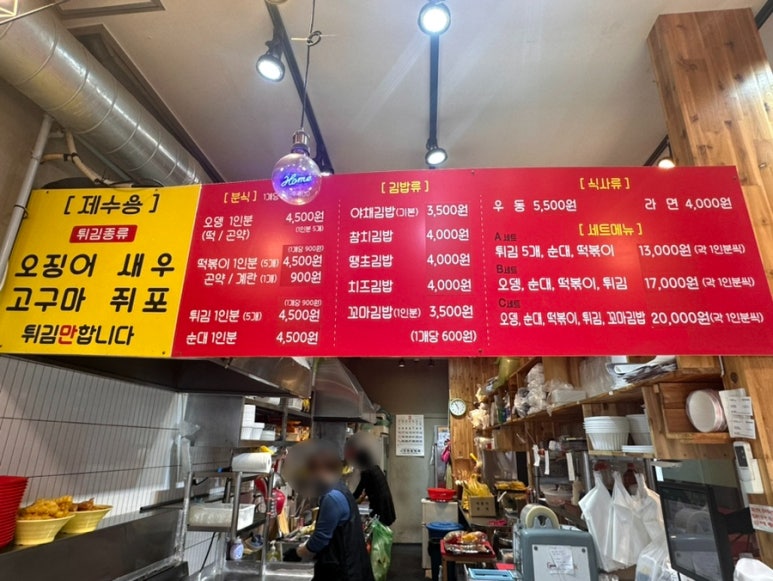 [ 제수용 ]
튀김종류
오징어 새우
고구마 쥐포
튀김만합니다
[ 분식 ]
오뎅 1인분 4,500원
(떡 / 곤약) (1인분 5개)
(1개당 900원)
떡볶이 1인분 (5개) 4,500원
곤약 / 계란 (1개) 900원
(1개당 900원)
튀김 1인분 (5개) 4,500원
순대 1인분 4,500원
[ 김밥류 ]
야채김밥(기본) 3,500원
참치김밥 4,000원
땡초김밥 4,000원
치즈김밥 4,000원
꼬마김밥(1인분) 3,500원
(1개당 600원)
[ 식사류 ]
우 동 5,500원 라 면 4,000원
[ 세트메뉴 ]
A세트
튀김 5개, 순대, 떡볶이 13,000원 (각 1인분씩)
B세트
오뎅, 순대, 떡볶이, 튀김 17,000원 (각 1인분씩)
C세트
오뎅, 순대, 떡볶이, 튀김, 꼬마김밥 20,000원 (각 1인분씩)
Home